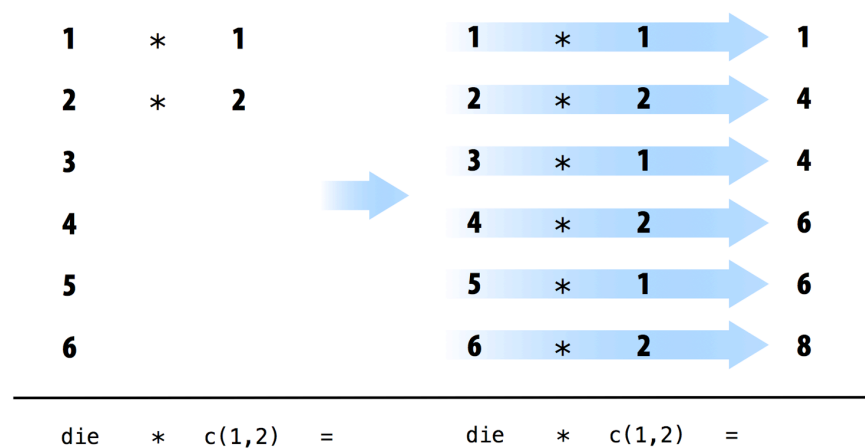 1 * 1 1 * 1 1
2 * 2 2 * 2 4
3 3 * 1 4
4 4 * 2 6
5 5 * 1 6
6 6 * 2 8
die * c(1,2) = die * c(1,2) =